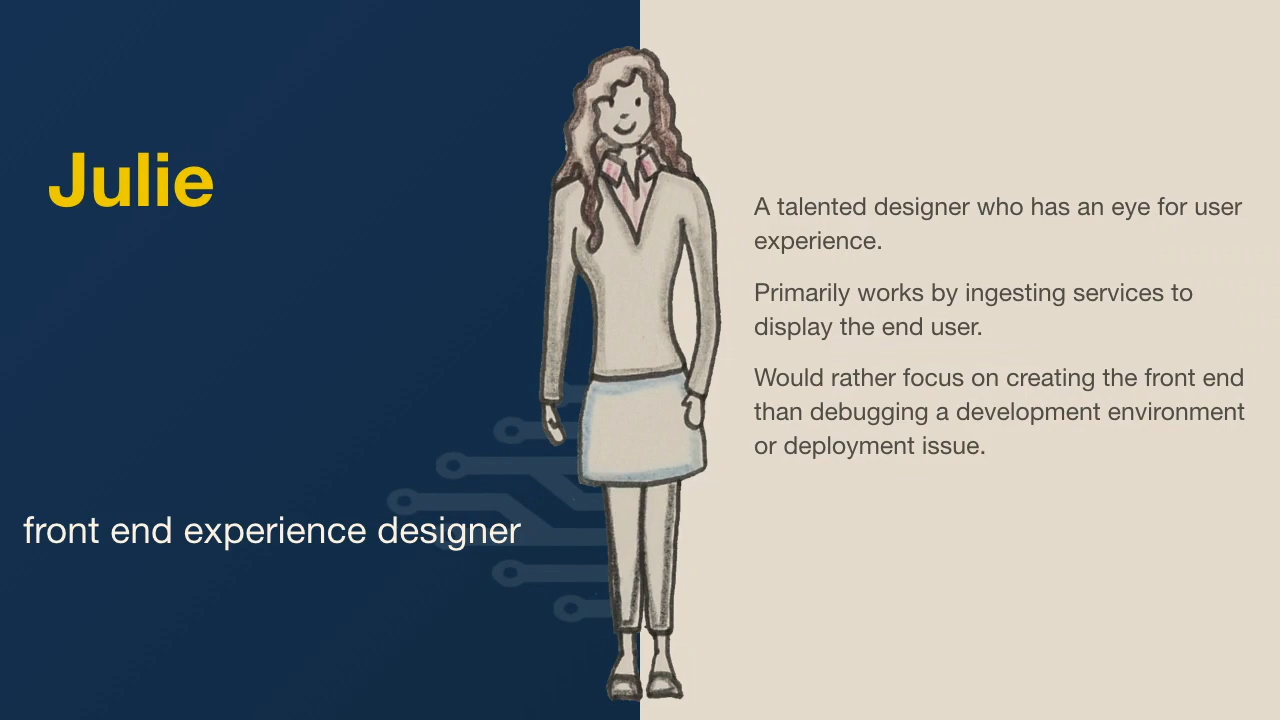 Julie
front end experience designer
A talented designer who has an eye for user
experience.
Primarily works by ingesting services to
display the end user.
Would rather focus on creating the front end
than debugging a development environment
or deployment issue.